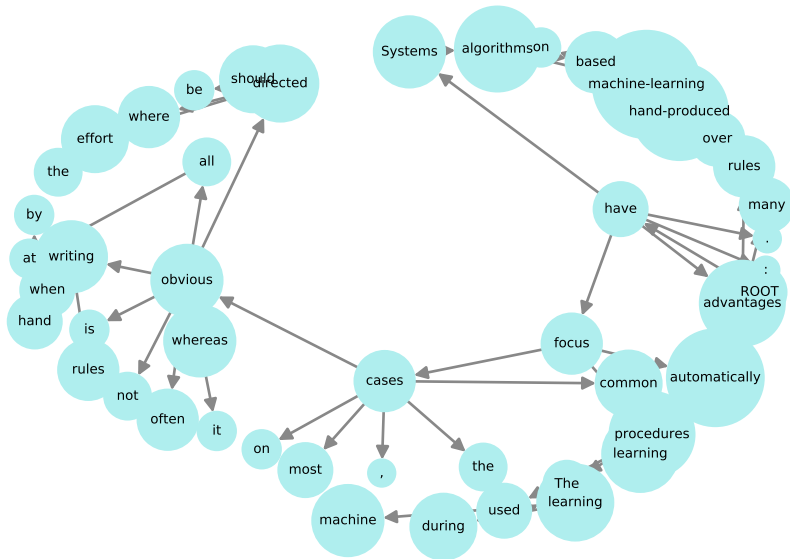 Systems
algorithms
on
based
machine-learning
hand-produced
over
rules
many
.
:
ROOT
advantages
have
focus
automatically
common
procedures
learning
The
learning
used
during
machine
the
,
most
on
cases
obvious
whereas
it
often
not
rules
is
hand
when
at
writing
by
the
effort
where
be
should
directed
all